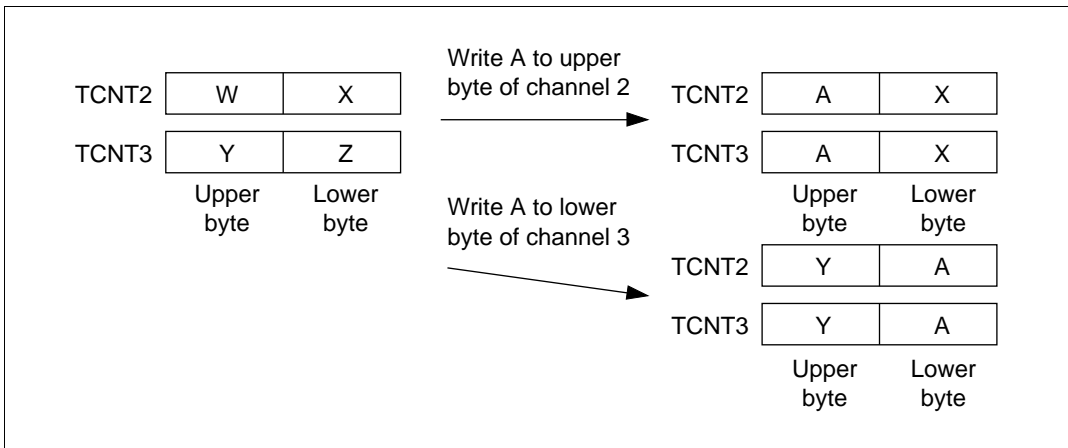 TCNT2 W X
TCNT3 Y Z
Upper byte Lower byte
Write A to upper
byte of channel 2
TCNT2 A X
TCNT3 A X
Upper byte Lower byte
Write A to lower
byte of channel 3
TCNT2 Y A
TCNT3 Y A
Upper byte Lower byte